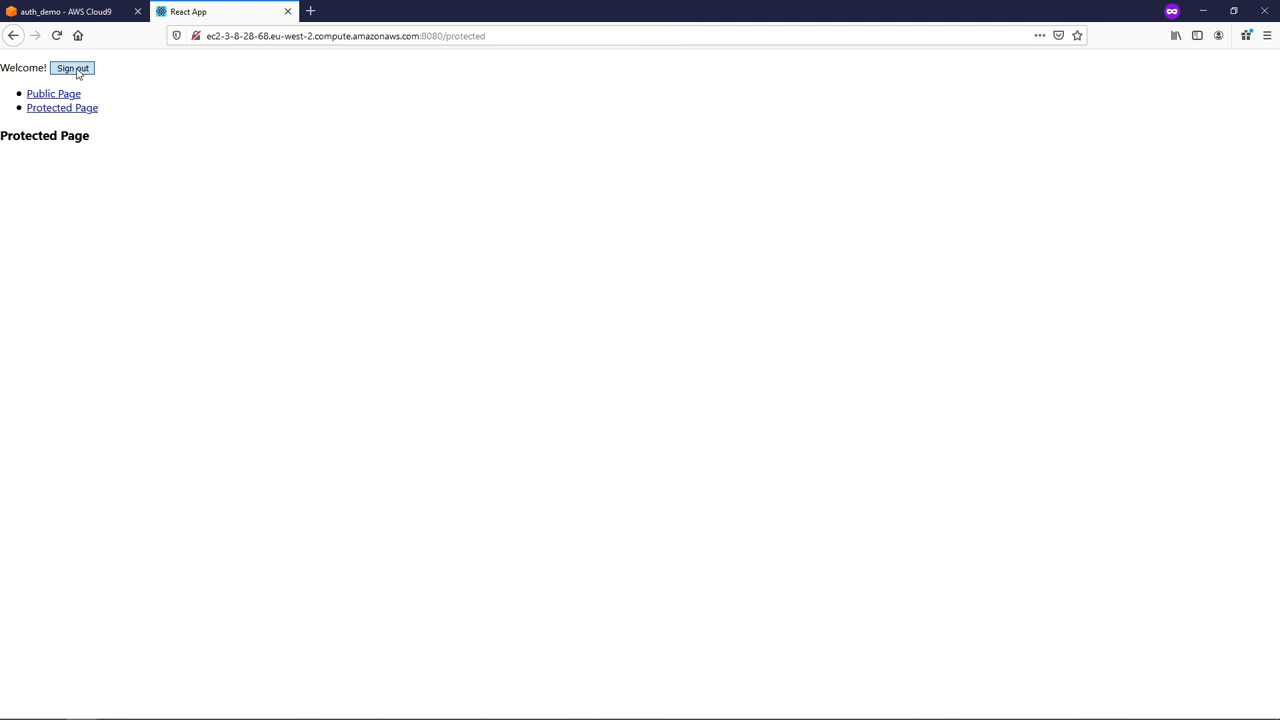 auth_demo - AWS Cloud9
React App
ec2-3-8-28-68.eu-west-2.compute.amazonaws.com:8080/protected
Welcome! Sign out
Public Page
Protected Page
Protected Page